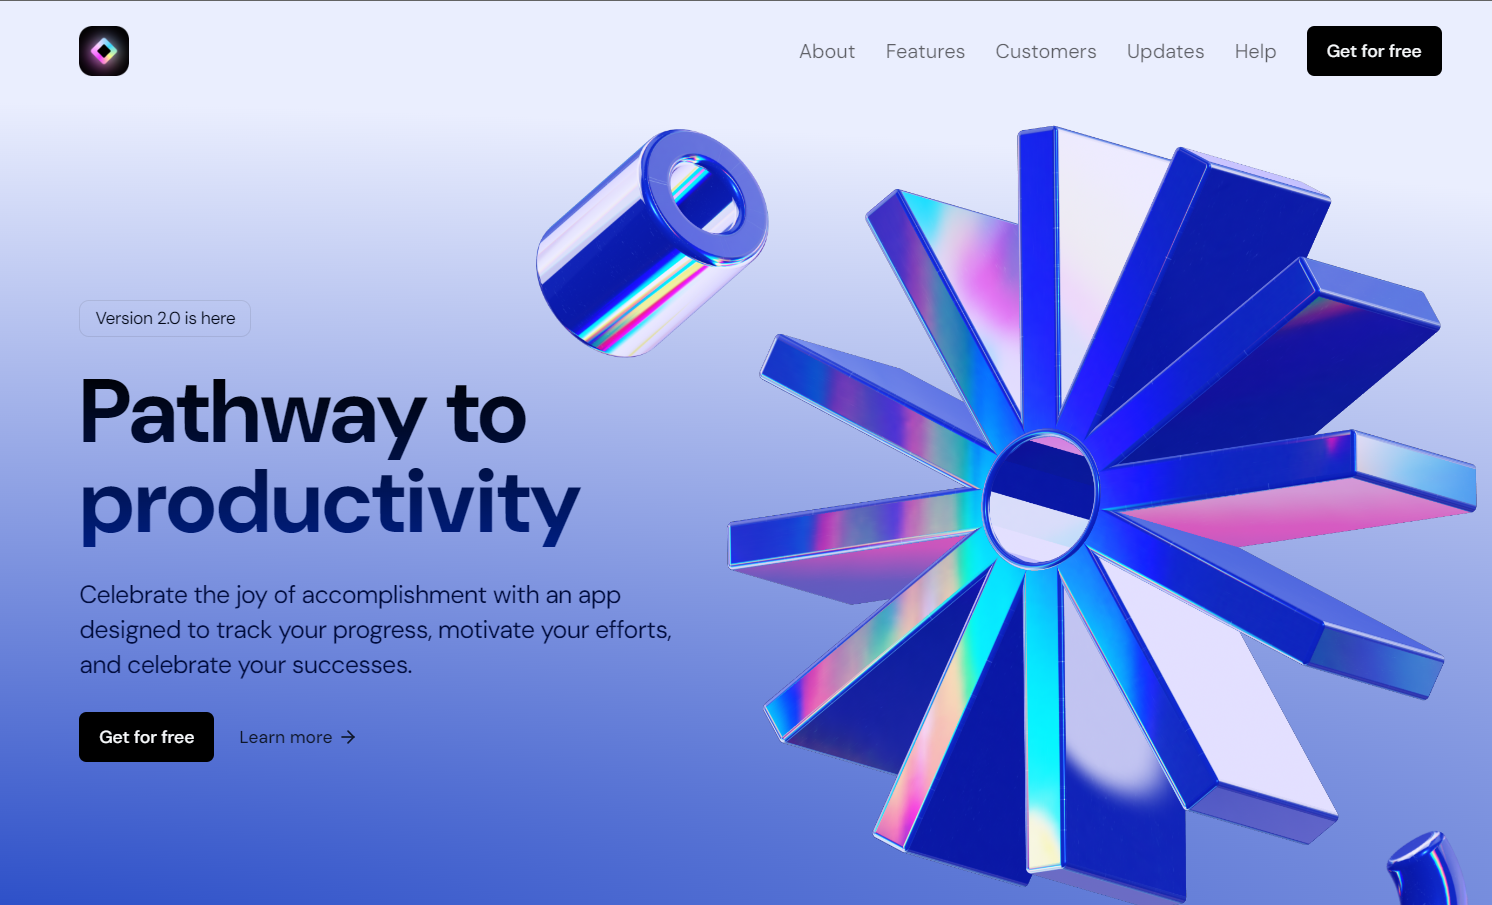 About
Features
Customers
Updates
Help
Get for free
Version 2.0 is here
Pathway to
productivity
Celebrate the joy of accomplishment with an app
designed to track your progress, motivate your efforts,
and celebrate your successes.
Get for free
Learn more →